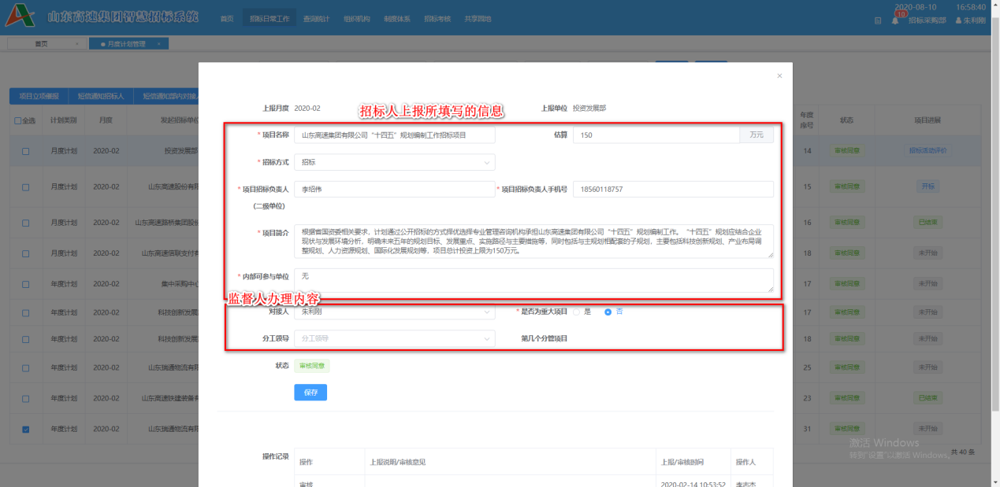 山东高速集团智慧招标系统
首页 招标日常工作 查询统计 组织机构 制度体系 招标考核 共享园地
2020-08-10 16:58:40
10 招标采购部 朱利刚
首页 × 月度计划管理 ×
项目立项催报 短信通知招标人 短信通知部内对接人
全选 计划类别 月度 发起招标单位 年度序号 状态 项目进展
月度计划 2020-02 投资发展部 14 审核同意 招标活动评价
月度计划 2020-02 山东高速股份有限 15 审核同意 开标
月度计划 2020-02 山东高速路桥集团股份 16 审核同意 已结束
月度计划 2020-02 山东高速信联支付有 18 审核同意 未开始
年度计划 2020-02 集中采购中心 17 审核同意 未开始
年度计划 2020-02 科技创新发展 17 审核同意 未开始
年度计划 2020-02 科技创新发展 18 审核同意 未开始
年度计划 2020-02 山东瑞通物流有限 25 审核同意 未开始
年度计划 2020-02 山东高速铁建装备有 23 审核同意 已结束
年度计划 2020-02 山东瑞通物流有限 31 审核同意 未开始
共 40 条
×
上报月度 2020-02 上报单位 投资发展部
招标人上报所填写的信息
* 项目名称 山东高速集团有限公司“十四五”规划编制工作招标项目 估算 150 万元
* 招标方式 招标
* 项目招标负责人 李绍伟 * 项目招标负责人手机号 18560118757
(二级单位)
* 项目简介 根据省国资委相关要求，计划通过公开招标的方式择优选择专业管理咨询机构承担山东高速集团有限公司“十四五”规划编制工作。“十四五”规划应结合企业
现状与发展环境分析，明确未来五年的规划目标、发展重点、实施路径与主要措施等，同时包括与主规划相配套的子规划，主要包括科技创新规划、产业布局调
整规划、人力资源规划、国际化发展规划等，项目总计投资上限为150万元。
* 内部可参与单位 无
监督人办理内容
对接人 朱利刚 * 是否为重大项目 是 否
分工领导 分工领导 第几个分管项目
状态 审核同意
保存
操作记录 操作 上报说明/审核意见 上报/审核时间 操作人
审核 2020-02-14 10:53:52 李志杰
激活 Windows
转到“设置”以激活 Windows。